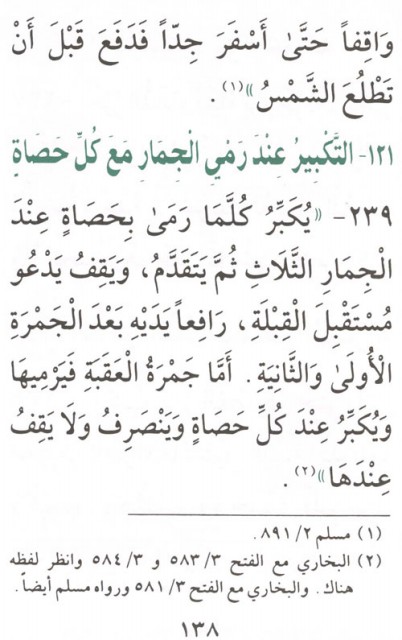 وَاقِفاً حَتَّىٰ أَسْفَرَ جِدّاً فَدَفَعَ قَبْلَ أَنْ
تَطْلُعَ الشَّمْسُ»(١).
١٢١- التَّكْبِيرُ عِنْدَ رَمْيِ الْجِمَارِ مَعَ كُلِّ حَصَاةٍ
٢٣٩- «يُكَبِّرُ كُلَّمَا رَمَىٰ بِحَصَاةٍ عِنْدَ
الْجِمَارِ الثَّلَاثِ ثُمَّ يَتَقَدَّمُ، وَيَقِفُ يَدْعُو
مُسْتَقْبِلَ الْقِبْلَةِ، رَافِعاً يَدَيْهِ بَعْدَ الْجَمْرَةِ
الْأُولَىٰ وَالثَّانِيَةِ. أَمَّا جَمْرَةُ الْعَقَبَةِ فَيَرْمِيهَا
وَيُكَبِّرُ عِنْدَ كُلِّ حَصَاةٍ وَيَنْصَرِفُ وَلَا يَقِفُ
عِنْدَهَا»(٢).
(١) مسلم ٢/ ٨٩١.
(٢) البخاري مع الفتح ٣/ ٥٨٣ و ٣/ ٥٨٤ وانظر لفظه
هناك. والبخاري مع الفتح ٣/ ٥٨١ ورواه مسلم أيضاً.
١٣٨